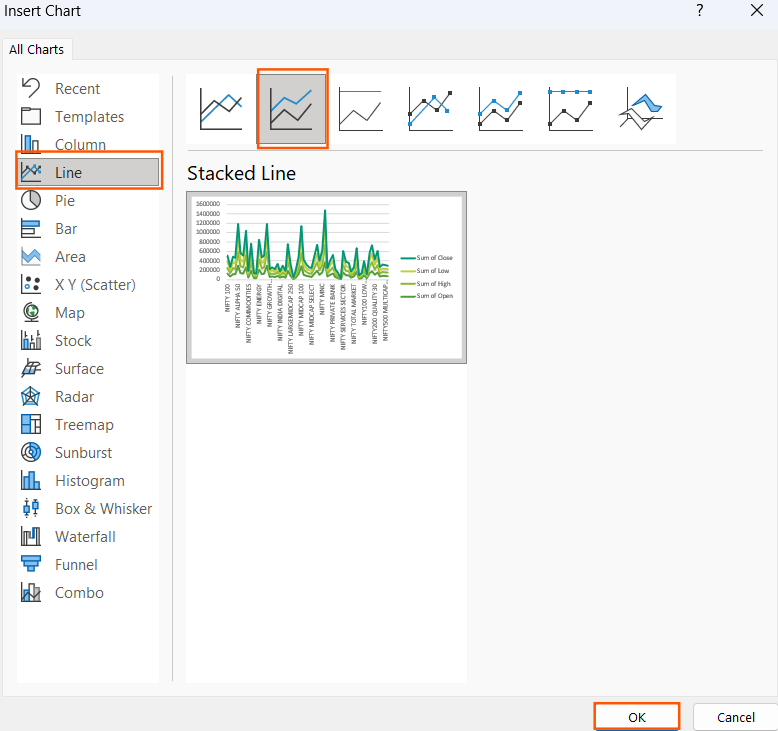 Insert Chart
?
All Charts
Recent
Templates
Column
Line
Pie
Bar
Area
X Y (Scatter)
Map
Stock
Surface
Radar
Treemap
Sunburst
Histogram
Box & Whisker
Waterfall
Funnel
Combo
Stacked Line
1600000
1400000
1200000
1000000
800000
600000
400000
200000
0
NIFTY 100
NIFTY ALPHA 50
NIFTY COMMODITIES
NIFTY ENERGY
NIFTY GROWTH...
NIFTY INDIA DIGITAL
NIFTY LARGEMIDCAP 250
NIFTY MIDCAP 100
NIFTY MIDCAP SELECT
NIFTY MNC
NIFTY PRIVATE BANK
NIFTY SERVICES SECTOR
NIFTY TOTAL MARKET
NIFTY100 LOW...
NIFTY200 QUALITY 30
NIFTY500 MULTICAP...
Sum of Close
Sum of Low
Sum of High
Sum of Open
OK
Cancel